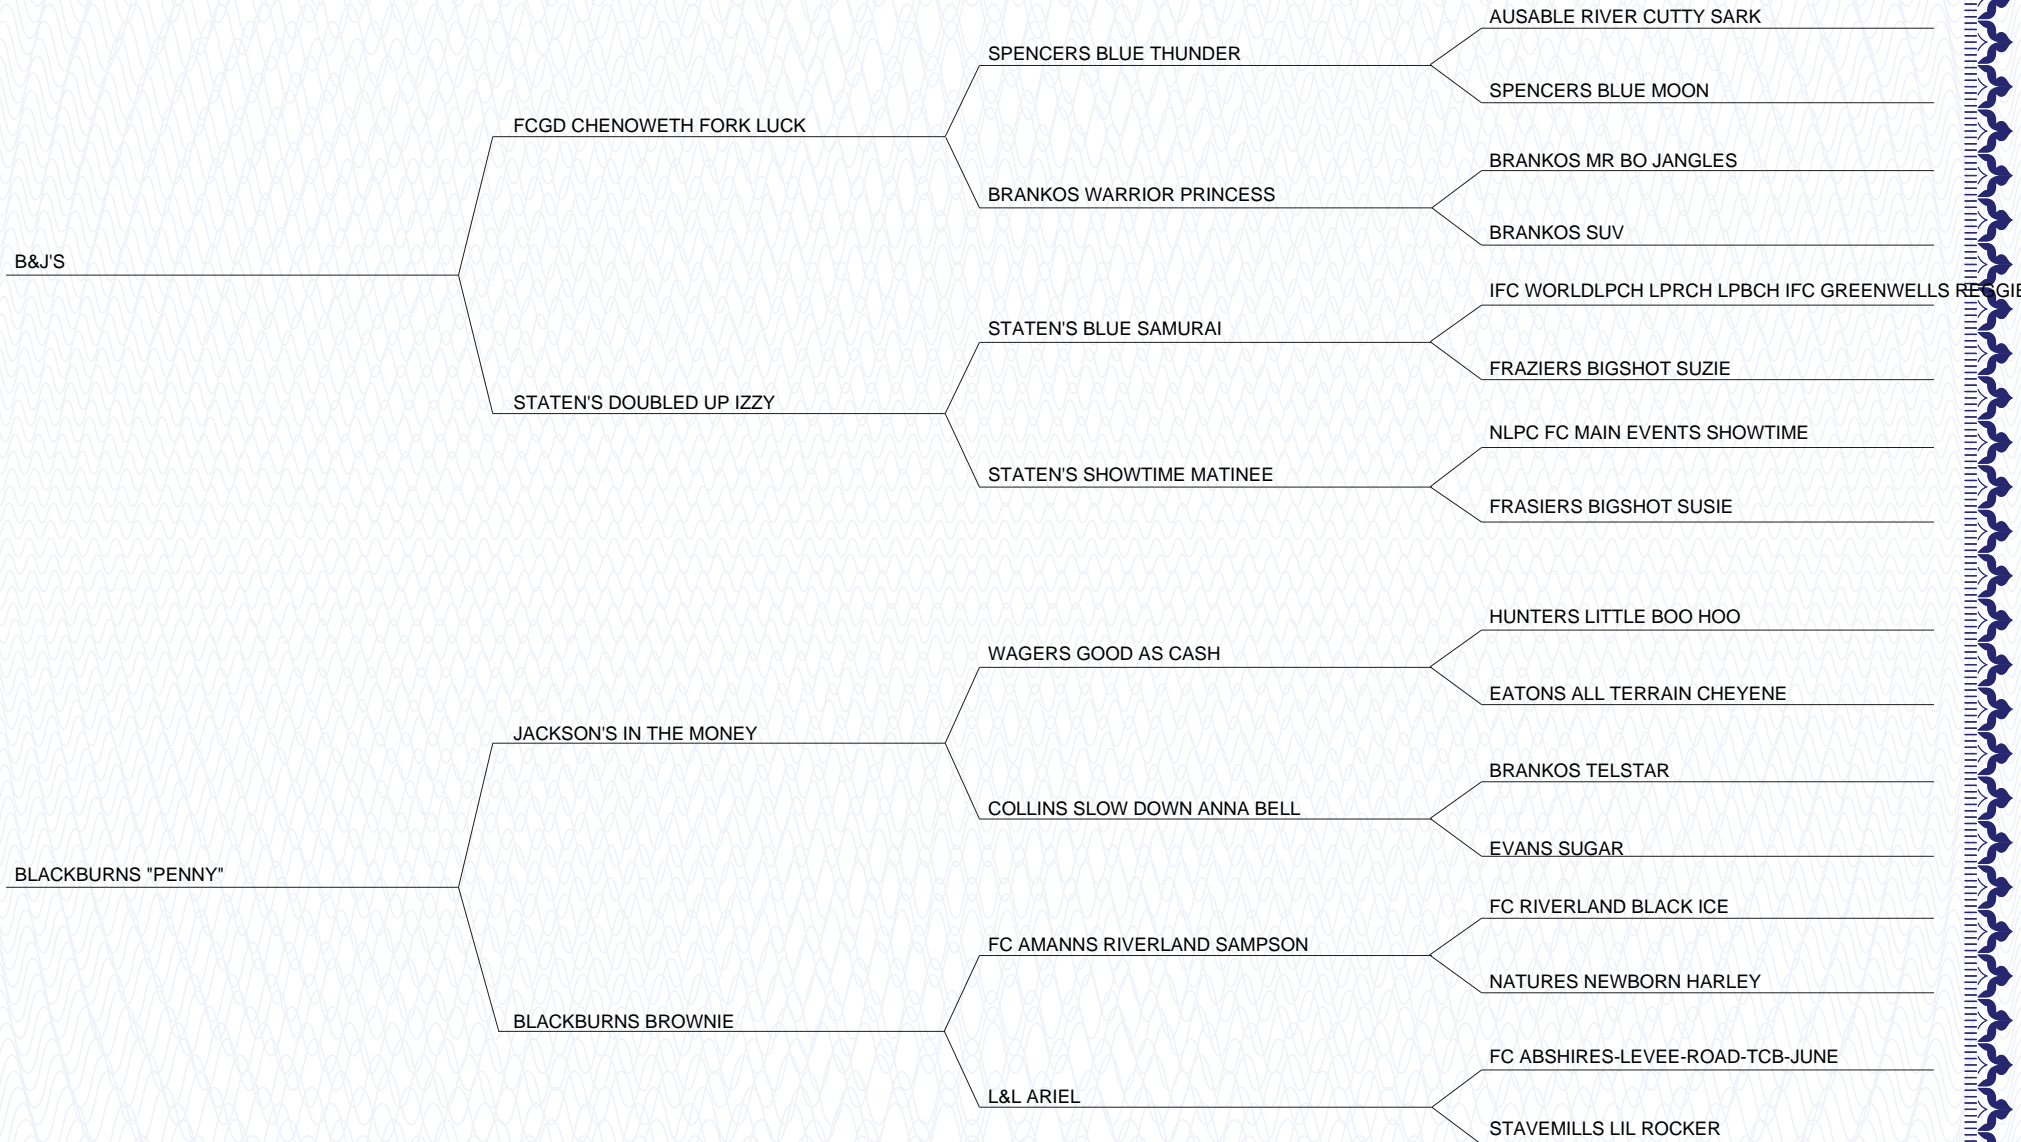 AUSABLE RIVER CUTTY SARK
SPENCERS BLUE THUNDER
SPENCERS BLUE MOON
FCGD CHENOWETH FORK LUCK
BRANKOS MR BO JANGLES
BRANKOS WARRIOR PRINCESS
BRANKOS SUV
B&J'S
IFC WORLDLPCH LPRCH LPBCH IFC GREENWELLS REGGIE
STATEN'S BLUE SAMURAI
FRAZIERS BIGSHOT SUZIE
STATEN'S DOUBLED UP IZZY
NLPC FC MAIN EVENTS SHOWTIME
STATEN'S SHOWTIME MATINEE
FRASIERS BIGSHOT SUSIE
HUNTERS LITTLE BOO HOO
WAGERS GOOD AS CASH
EATONS ALL TERRAIN CHEYENE
JACKSON'S IN THE MONEY
BRANKOS TELSTAR
COLLINS SLOW DOWN ANNA BELL
EVANS SUGAR
BLACKBURNS "PENNY"
FC RIVERLAND BLACK ICE
FC AMANNS RIVERLAND SAMPSON
NATURES NEWBORN HARLEY
BLACKBURNS BROWNIE
FC ABSHIRES-LEVEE-ROAD-TCB-JUNE
L&L ARIEL
STAVEMILLS LIL ROCKER